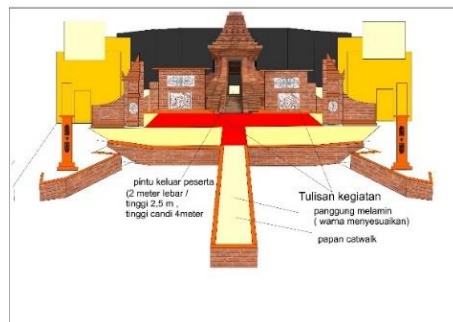 pintu keluar peserta
(2 meter lebar /
tinggi 2,5 m ,
tinggi candi 4meter
Tulisan kegiatan
panggung melamin
( warna menyesuaikan)
papan catwalk